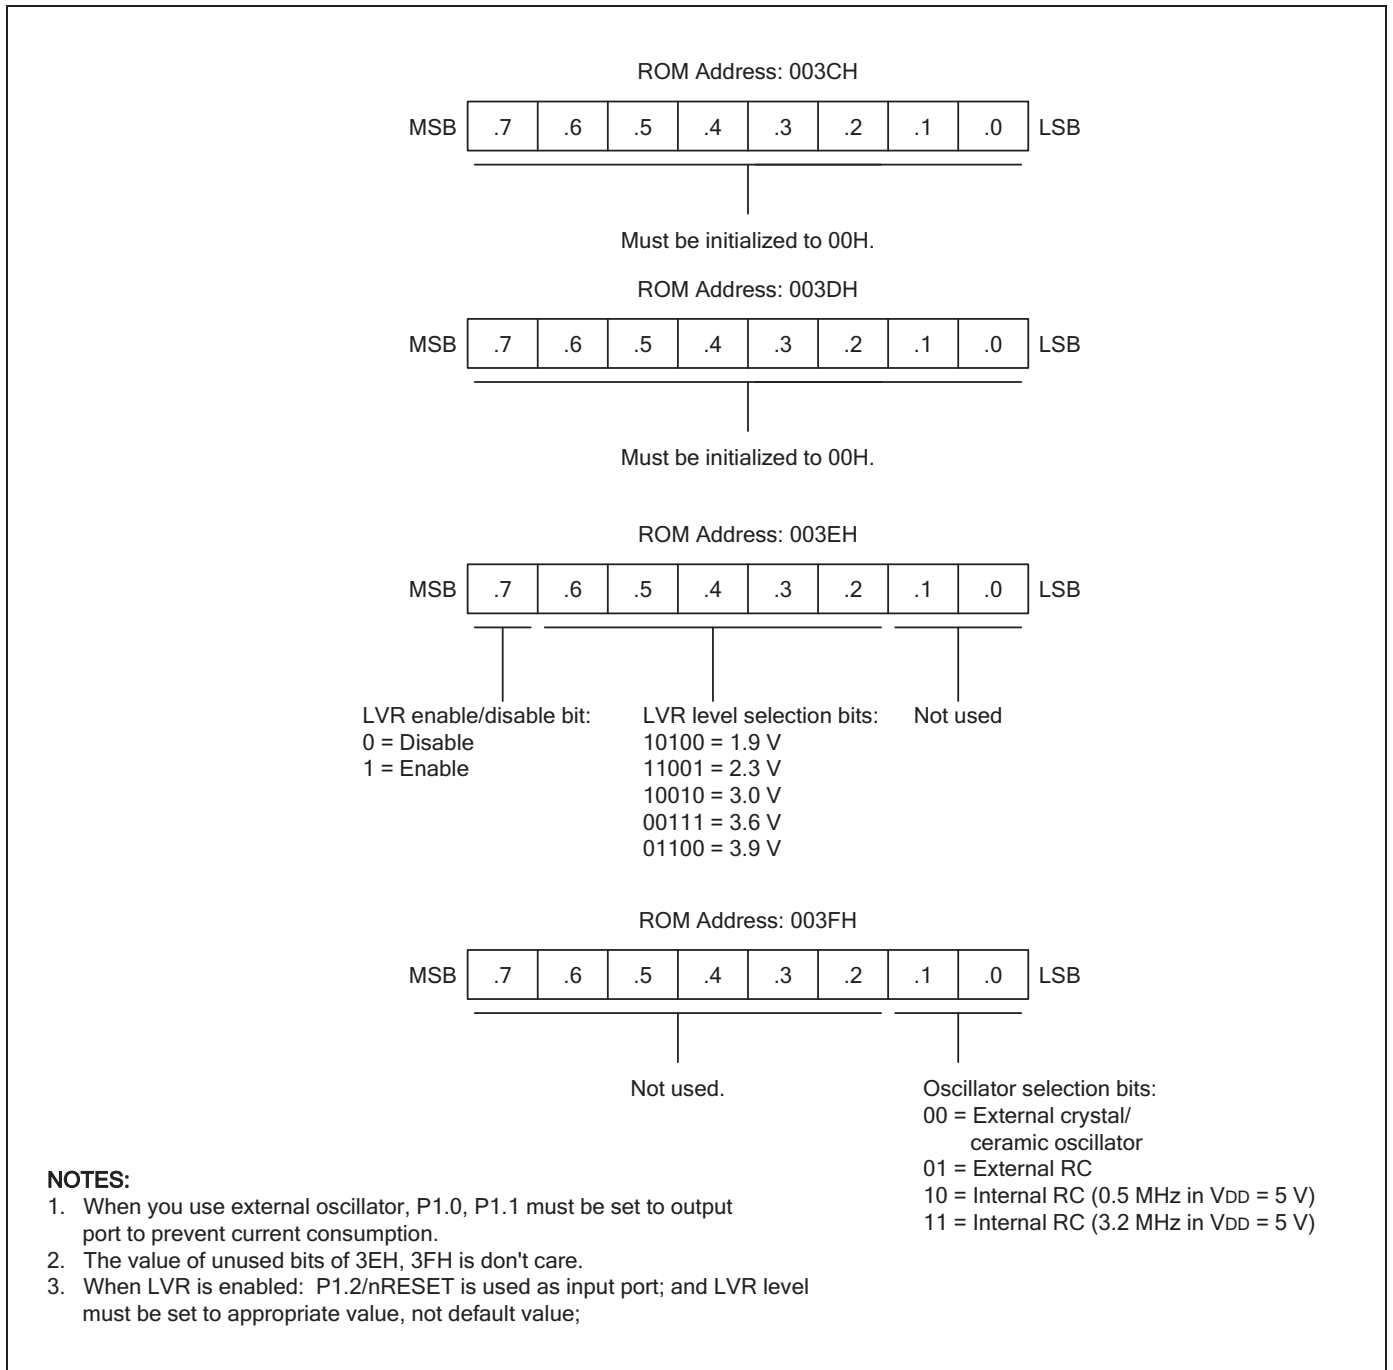 ROM Address: 003CH
MSB .7 .6 .5 .4 .3 .2 .1 .0 LSB
Must be initialized to 00H.
ROM Address: 003DH
MSB .7 .6 .5 .4 .3 .2 .1 .0 LSB
Must be initialized to 00H.
ROM Address: 003EH
MSB .7 .6 .5 .4 .3 .2 .1 .0 LSB
LVR enable/disable bit:
0 = Disable
1 = Enable
LVR level selection bits:
10100 = 1.9 V
11001 = 2.3 V
10010 = 3.0 V
00111 = 3.6 V
01100 = 3.9 V
Not used
ROM Address: 003FH
MSB .7 .6 .5 .4 .3 .2 .1 .0 LSB
Not used.
Oscillator selection bits:
00 = External crystal/
ceramic oscillator
01 = External RC
10 = Internal RC (0.5 MHz in VDD = 5 V)
11 = Internal RC (3.2 MHz in VDD = 5 V)
NOTES:
1. When you use external oscillator, P1.0, P1.1 must be set to output
port to prevent current consumption.
2. The value of unused bits of 3EH, 3FH is don't care.
3. When LVR is enabled: P1.2/nRESET is used as input port; and LVR level
must be set to appropriate value, not default value;